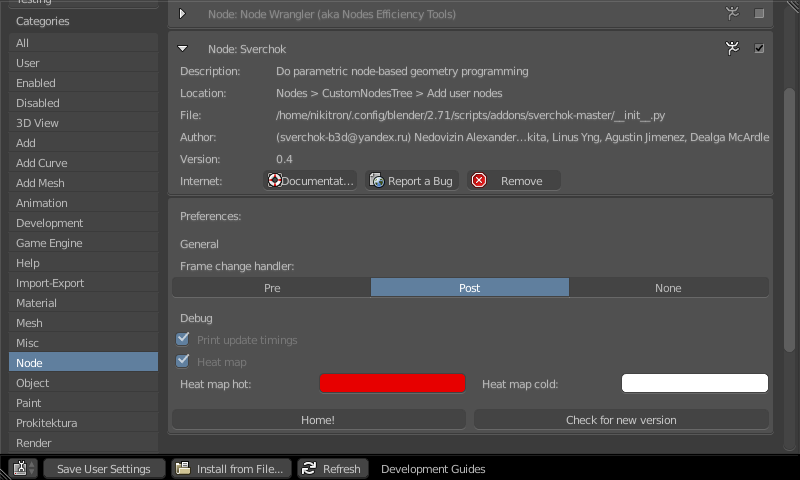 Testing
Categories
All
User
Enabled
Disabled
3D View
Add
Add Curve
Add Mesh
Animation
Development
Game Engine
Help
Import-Export
Material
Mesh
Misc
Node
Object
Paint
Prokitektura
Render
Node: Node Wrangler (aka Nodes Efficiency Tools)
Node: Sverchok
Description: Do parametric node-based geometry programming
Location: Nodes > CustomNodesTree > Add user nodes
File: /home/nikitron/.config/blender/2.71/scripts/addons/sverchok-master/__init__.py
Author: (sverchok-b3d@yandex.ru) Nedovizin Alexander...kita, Linus Yng, Agustin Jimenez, Dealga McArdle
Version: 0.4
Internet: Documentat... Report a Bug Remove
Preferences:
General
Frame change handler:
Pre Post None
Debug
Print update timings
Heat map
Heat map hot: Heat map cold:
Home! Check for new version
Save User Settings Install from File... Refresh Development Guides